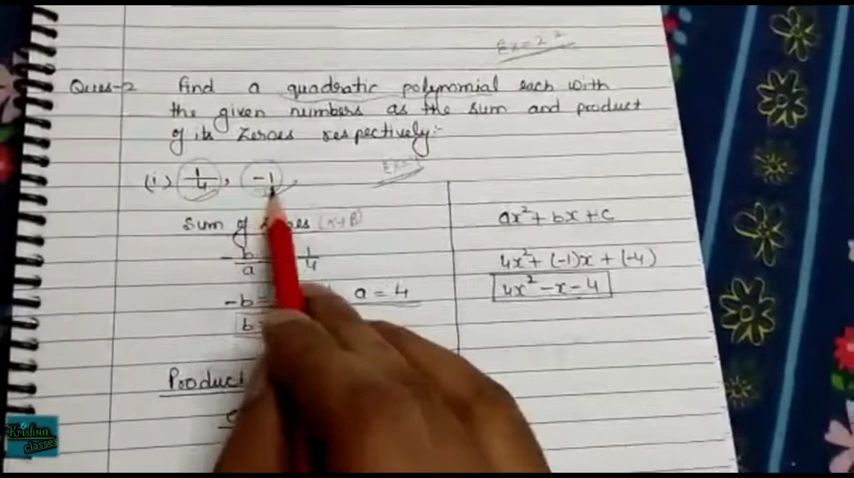 Ex = 2.2
Ques-2 Find a quadratic polynomial each with
the given numbers as the sum and product
of its zeroes respectively:-
(i) 1/4, -1
Sum of zeroes (α+β)
-b/a = 1/4
-b = a = 4
b =
Product
c
ax² + bx + c
4x² + (-1)x + (-4)
4x² - x - 4
Krishna
classes